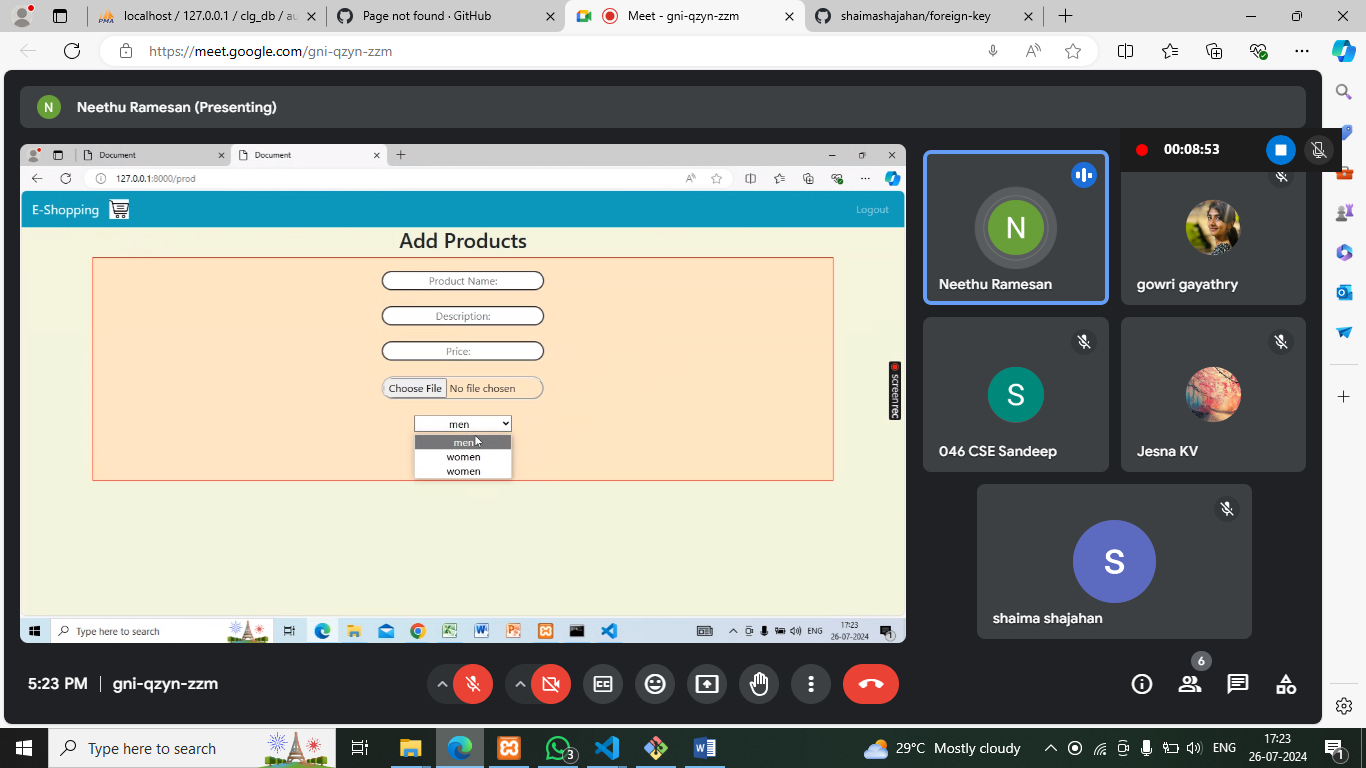 localhost / 127.0.0.1 / clg_db / au
Page not found · GitHub
Meet - gni-qzyn-zzm
shaimashajahan/foreign-key
https://meet.google.com/gni-qzyn-zzm
N
Neethu Ramesan (Presenting)
00:08:53
Document
Document
127.0.0.1:8000/prod
E-Shopping
Logout
Add Products
Product Name:
Description:
Price:
Choose File No file chosen
men
men
women
women
screenrec
Type here to search
ENG
17:23
26-07-2024
1
N
Neethu Ramesan
gowri gayathry
S
046 CSE Sandeep
Jesna KV
S
shaima shajahan
5:23 PM | gni-qzyn-zzm
6
Type here to search
3
29°C Mostly cloudy
ENG
17:23
26-07-2024
1